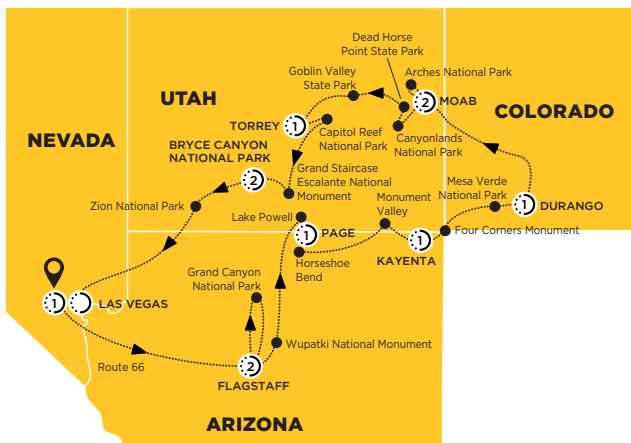 Dead Horse
Point State Park
Goblin Valley
State Park
Arches National Park
UTAH
2
MOAB
COLORADO
TORREY
1
Capitol Reef
National Park
Canyonlands
National Park
NEVADA
BRYCE CANYON
NATIONAL PARK
2
Grand Staircase
Escalante National
Monument
Mesa Verde
National Park
1
DURANGO
Zion National Park
Lake Powell
Monument
Valley
1
PAGE
Four Corners Monument
1
KAYENTA
Horseshoe
Bend
Grand Canyon
National Park
1
LAS VEGAS
Wupatki National Monument
Route 66
2
FLAGSTAFF
ARIZONA